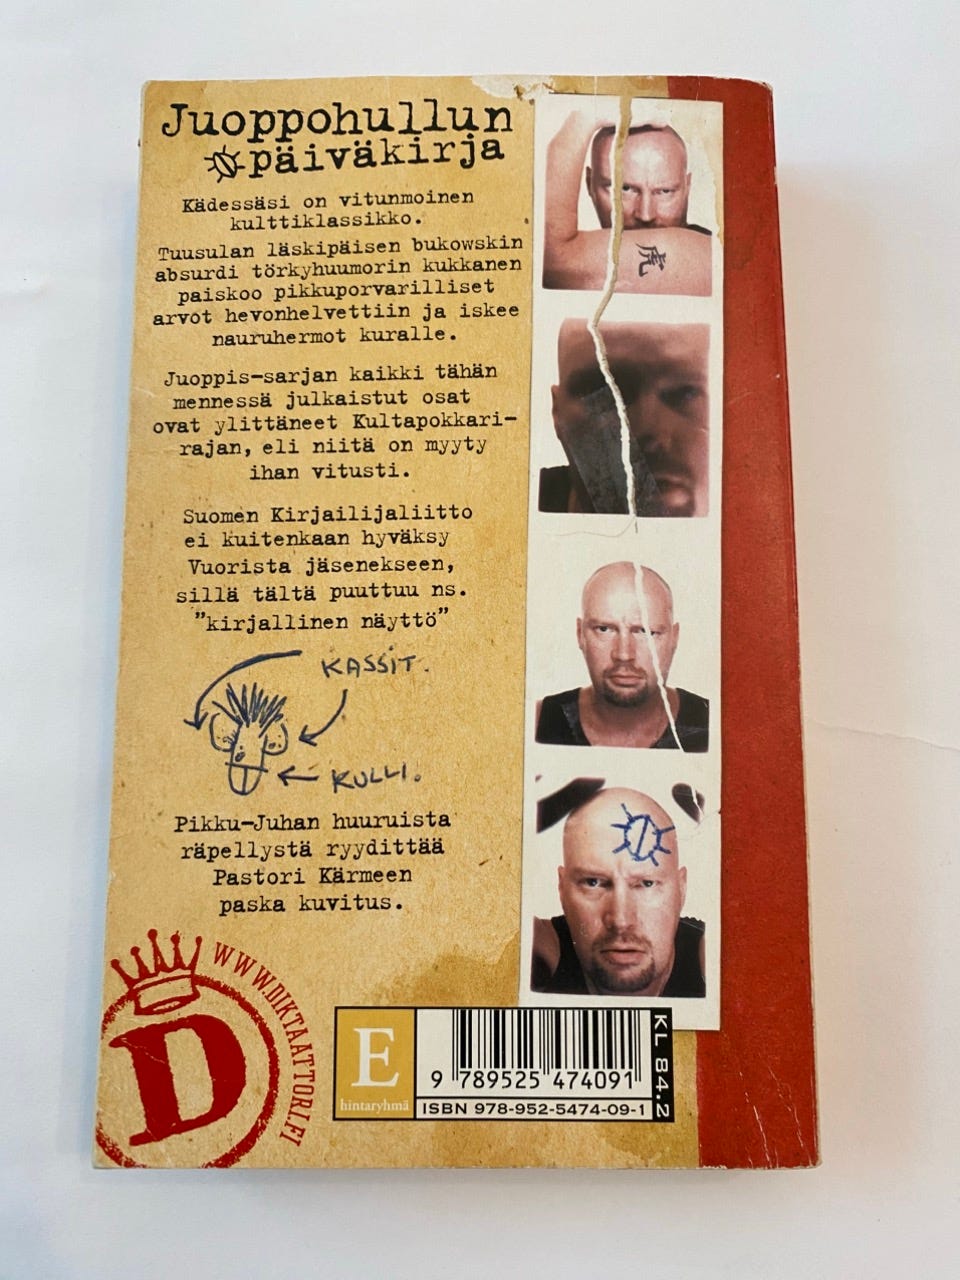 Juoppohullun
päiväkirja
Kädessäsi on vitunmoinen
kulttiklassikko.
Tuusulan läskipäisen bukowskin
absurdi törkyhuumorin kukkanen
paiskoo pikkuporvarilliset
arvot hevonhelvettiin ja iskee
nauruhermot kuralle.
Juoppis-sarjan kaikki tähän
mennessä julkaistut osat
ovat ylittäneet Kultapokkari-
rajan, eli niitä on myyty
ihan vitusti.
Suomen Kirjailijaliitto
ei kuitenkaan hyväksy
Vuorista jäsenekseen,
sillä tältä puuttuu ns.
"kirjallinen näyttö"
KASSIT.
KULLI.
Pikku-Juhan huuruista
räpellystä ryydittää
Pastori Kärmeen
paska kuvitus.
WWW.DIKTAATTORI.FI
D
E
hintaryhmä
9 789525 474091
ISBN 978-952-5474-09-1
KL 84.2
虎